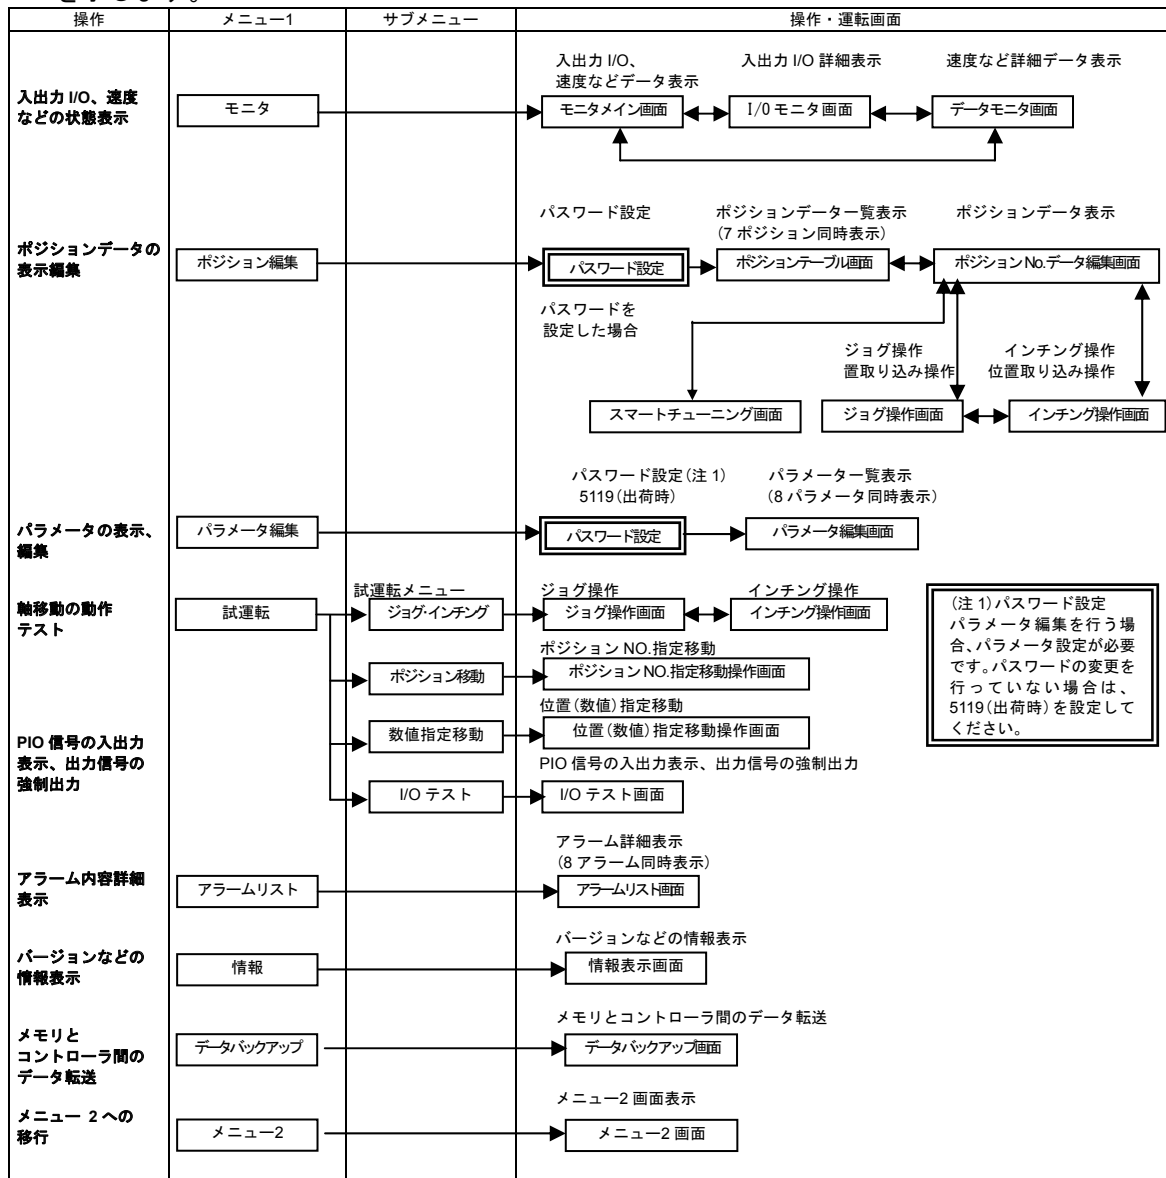 を示します。
操作
メニュー1
サブメニュー
操作・運転画面
入出力 I/O、速度
などの状態表示
モニタ
入出力 I/O、
速度などデータ表示
モニタメイン画面
入出力 I/O 詳細表示
I/O モニタ画面
速度など詳細データ表示
データモニタ画面
ポジションデータの
表示編集
ポジション編集
パスワード設定
パスワード設定
パスワードを
設定した場合
ポジションデータ一覧表示
(7 ポジション同時表示)
ポジションテーブル画面
ポジションデータ表示
ポジション No.データ編集画面
ジョグ操作
置取り込み操作
インチング操作
位置取り込み操作
スマートチューニング画面
ジョグ操作画面
インチング操作画面
パラメータの表示、
編集
パラメータ編集
パスワード設定(注 1)
5119(出荷時)
パスワード設定
パラメータ一覧表示
(8 パラメータ同時表示)
パラメータ編集画面
軸移動の動作
テスト
試運転
試運転メニュー
ジョグ・インチング
ジョグ操作
ジョグ操作画面
インチング操作
インチング操作画面
ポジション移動
ポジション NO.指定移動
ポジション NO.指定移動操作画面
数値指定移動
位置(数値)指定移動
位置(数値)指定移動操作画面
PIO 信号の入出力
表示、出力信号の
強制出力
I/O テスト
PIO 信号の入出力表示、出力信号の強制出力
I/O テスト画面
(注 1)パスワード設定
パラメータ編集を行う場
合、パラメータ設定が必要
です。パスワードの変更を
行っていない場合は、
5119(出荷時)を設定して
ください。
アラーム内容詳細
表示
アラームリスト
アラーム詳細表示
(8 アラーム同時表示)
アラームリスト画面
バージョンなどの
情報表示
情報
バージョンなどの情報表示
情報表示画面
メモリと
コントローラ間の
データ転送
データバックアップ
メモリとコントローラ間のデータ転送
データバックアップ画面
メニュー 2 への
移行
メニュー2
メニュー2 画面表示
メニュー2 画面